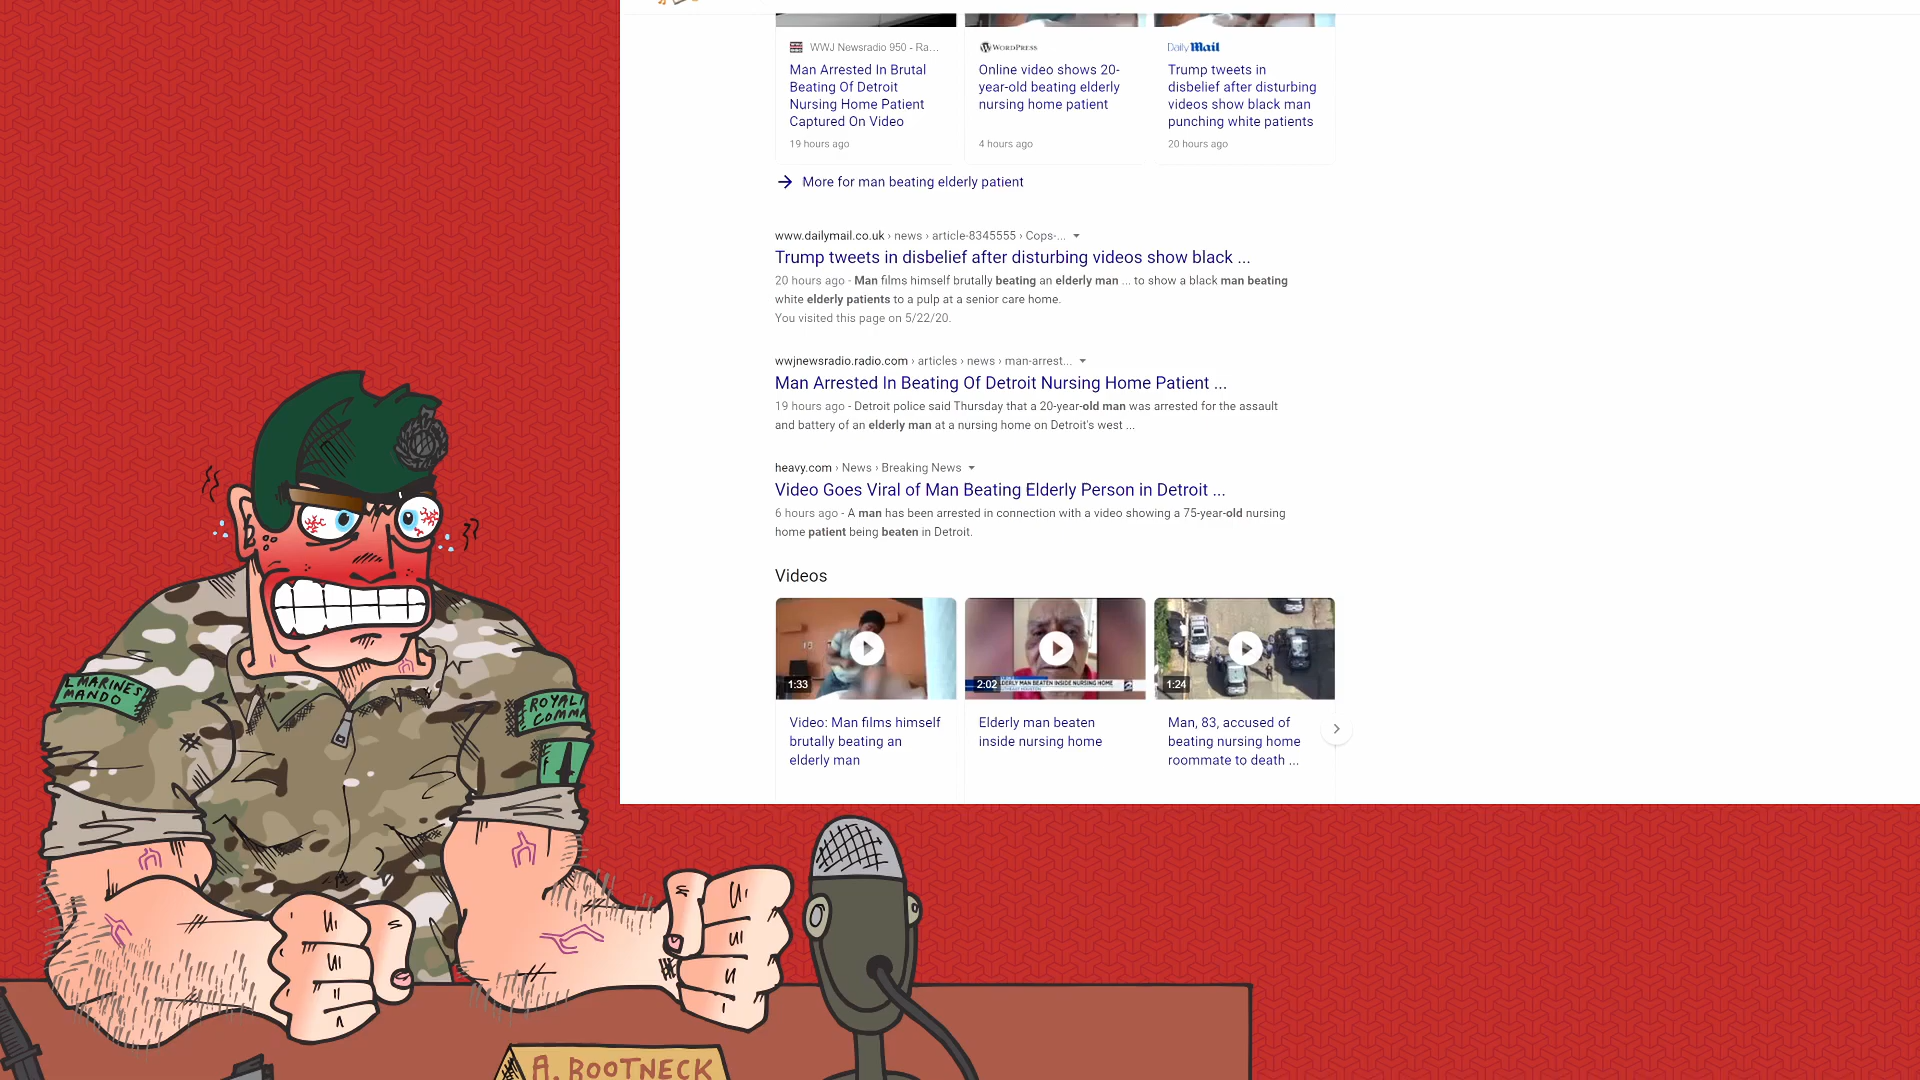 WWJ Newsradio 950 - Ra...
Man Arrested In Brutal
Beating Of Detroit
Nursing Home Patient
Captured On Video
19 hours ago
WORDPRESS
Online video shows 20-
year-old beating elderly
nursing home patient
4 hours ago
Daily Mail
Trump tweets in
disbelief after disturbing
videos show black man
punching white patients
20 hours ago
More for man beating elderly patient
www.dailymail.co.uk › news › article-8345555 › Cops-...
Trump tweets in disbelief after disturbing videos show black ...
20 hours ago - Man films himself brutally beating an elderly man ... to show a black man beating
white elderly patients to a pulp at a senior care home.
You visited this page on 5/22/20.
wwjnewsradio.radio.com › articles › news › man-arrest...
Man Arrested In Beating Of Detroit Nursing Home Patient ...
19 hours ago - Detroit police said Thursday that a 20-year-old man was arrested for the assault
and battery of an elderly man at a nursing home on Detroit's west ...
heavy.com › News › Breaking News
Video Goes Viral of Man Beating Elderly Person in Detroit ...
6 hours ago - A man has been arrested in connection with a video showing a 75-year-old nursing
home patient being beaten in Detroit.
Videos
1:33
Video: Man films himself
brutally beating an
elderly man
DERLY MAN BEATEN INSIDE NURSING HOME
2:02
Elderly man beaten
inside nursing home
1:24
Man, 83, accused of
beating nursing home
roommate to death ...
L MARINES
MANDO
ROYAL
COMMA
A. BOOTNECK